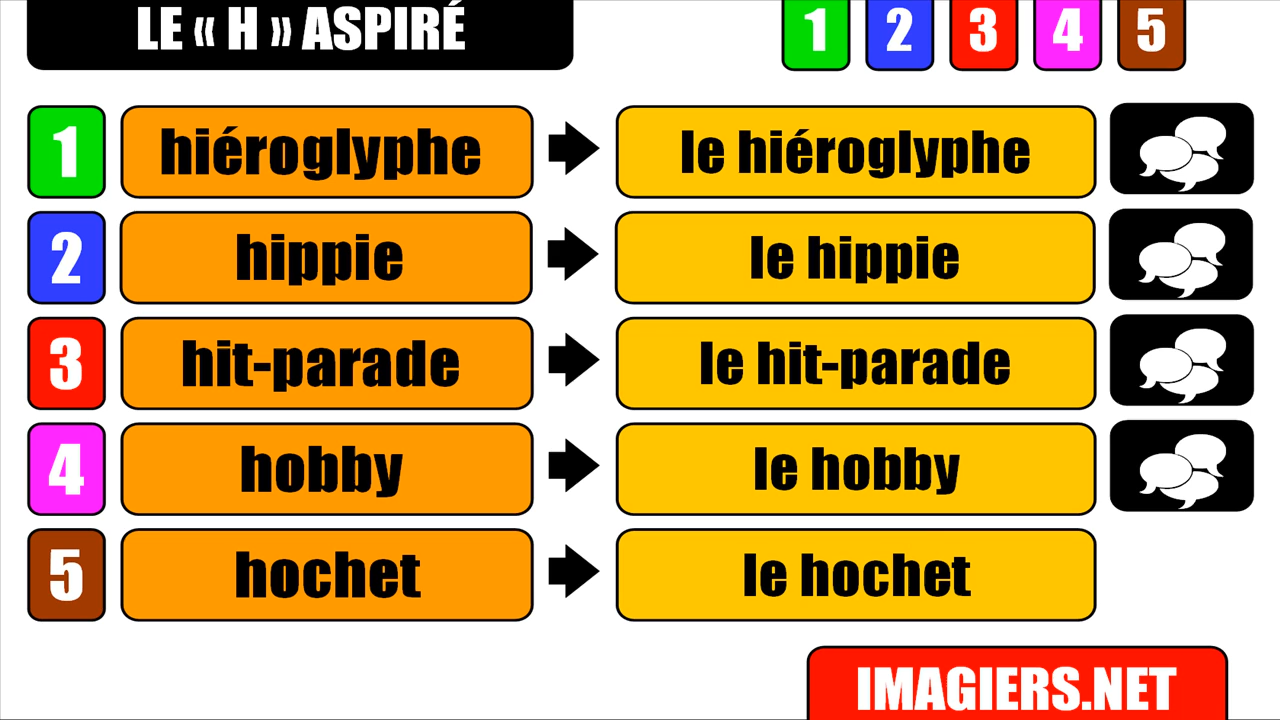 LE « H » ASPIRÉ
1 2 3 4 5
1 hiéroglyphe le hiéroglyphe
2 hippie le hippie
3 hit-parade le hit-parade
4 hobby le hobby
5 hochet le hochet
IMAGIERS.NET